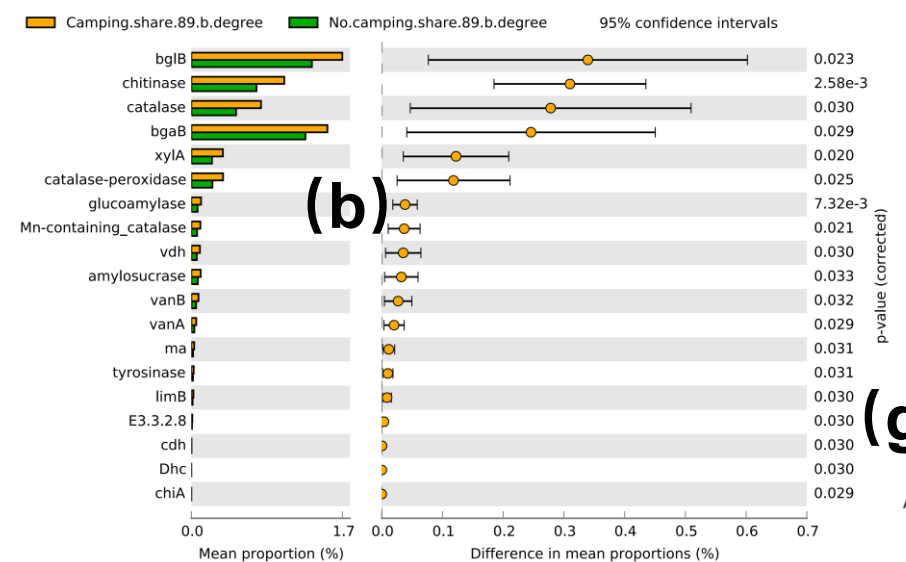 Camping.share.89.b.degree No.camping.share.89.b.degree 95% confidence intervals
bglB 0.023
chitinase 2.58e-3
catalase 0.030
bgaB 0.029
xylA 0.020
catalase-peroxidase 0.025
(b)
glucoamylase 7.32e-3
Mn-containing_catalase 0.021
vdh 0.030
amylosucrase 0.033
vanB 0.032
vanA 0.029
ma 0.031
tyrosinase 0.031
limB 0.030
E3.3.2.8 0.030
cdh 0.030
Dhc 0.030
chiA 0.029
p-value (corrected)
0.0 1.7 0.0 0.1 0.2 0.3 0.4 0.5 0.6 0.7
Mean proportion (%) Difference in mean proportions (%)